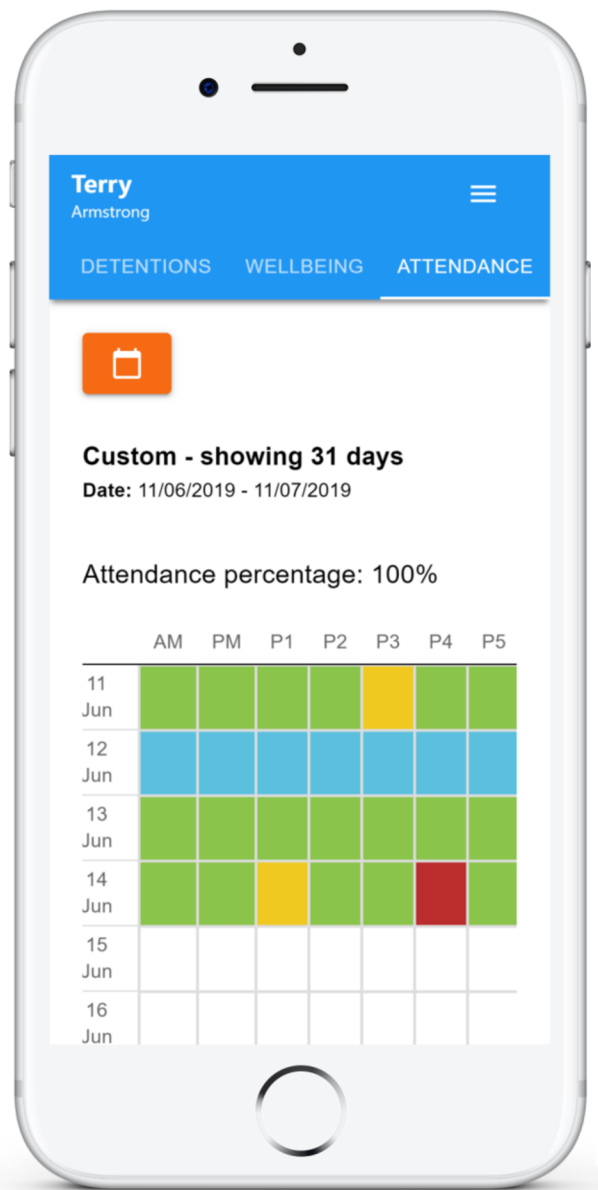 Terry
Armstrong
DETENTIONS WELLBEING ATTENDANCE
Custom - showing 31 days
Date: 11/06/2019 - 11/07/2019
Attendance percentage: 100%
AM PM P1 P2 P3 P4 P5
11
Jun
12
Jun
13
Jun
14
Jun
15
Jun
16
Jun